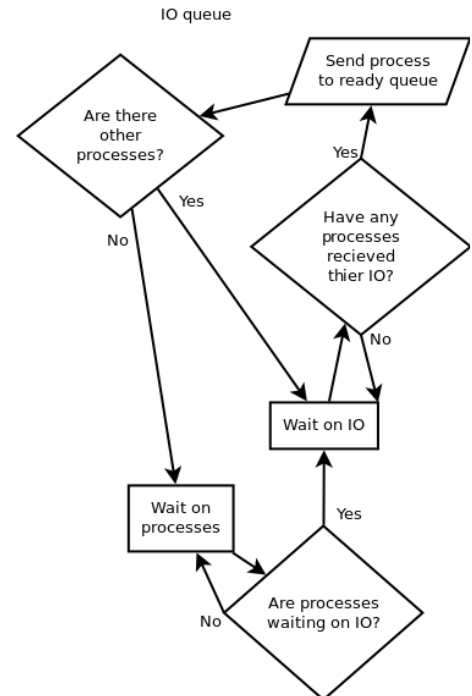 IO queue
Send process
to ready queue
Are there
other
processes?
Yes
Yes
No
Have any
processes
recieved
thier IO?
No
Wait on IO
Wait on
processes
Yes
Are processes
waiting on IO?
No